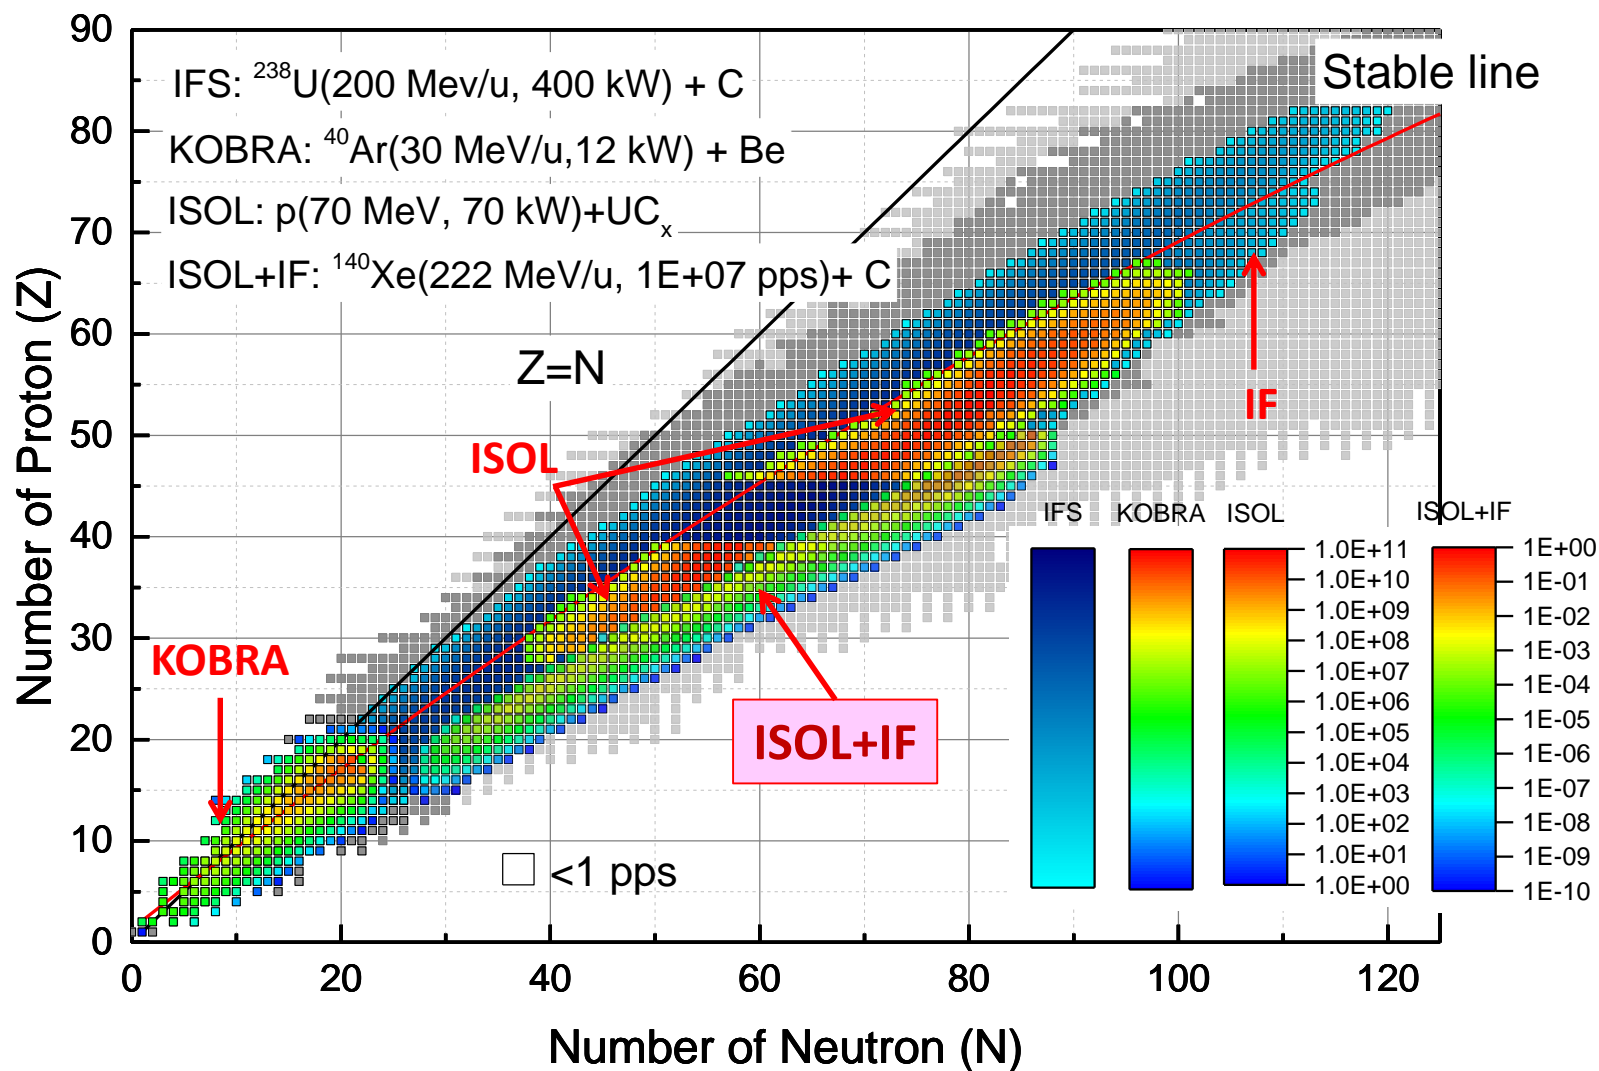 IFS: ²³⁸U(200 Mev/u, 400 kW) + C
KOBRA: ⁴⁰Ar(30 MeV/u,12 kW) + Be
ISOL: p(70 MeV, 70 kW)+UCₓ
ISOL+IF: ¹⁴⁰Xe(222 MeV/u, 1E+07 pps)+ C
Stable line
Z=N
ISOL
IF
KOBRA
ISOL+IF
<1 pps
IFS KOBRA ISOL ISOL+IF
1.0E+11
1.0E+10
1.0E+09
1.0E+08
1.0E+07
1.0E+06
1.0E+05
1.0E+04
1.0E+03
1.0E+02
1.0E+01
1.0E+00
1E+00
1E-01
1E-02
1E-03
1E-04
1E-05
1E-06
1E-07
1E-08
1E-09
1E-10
90
80
70
60
50
40
30
20
10
0
Number of Proton (Z)
0 20 40 60 80 100 120
Number of Neutron (N)